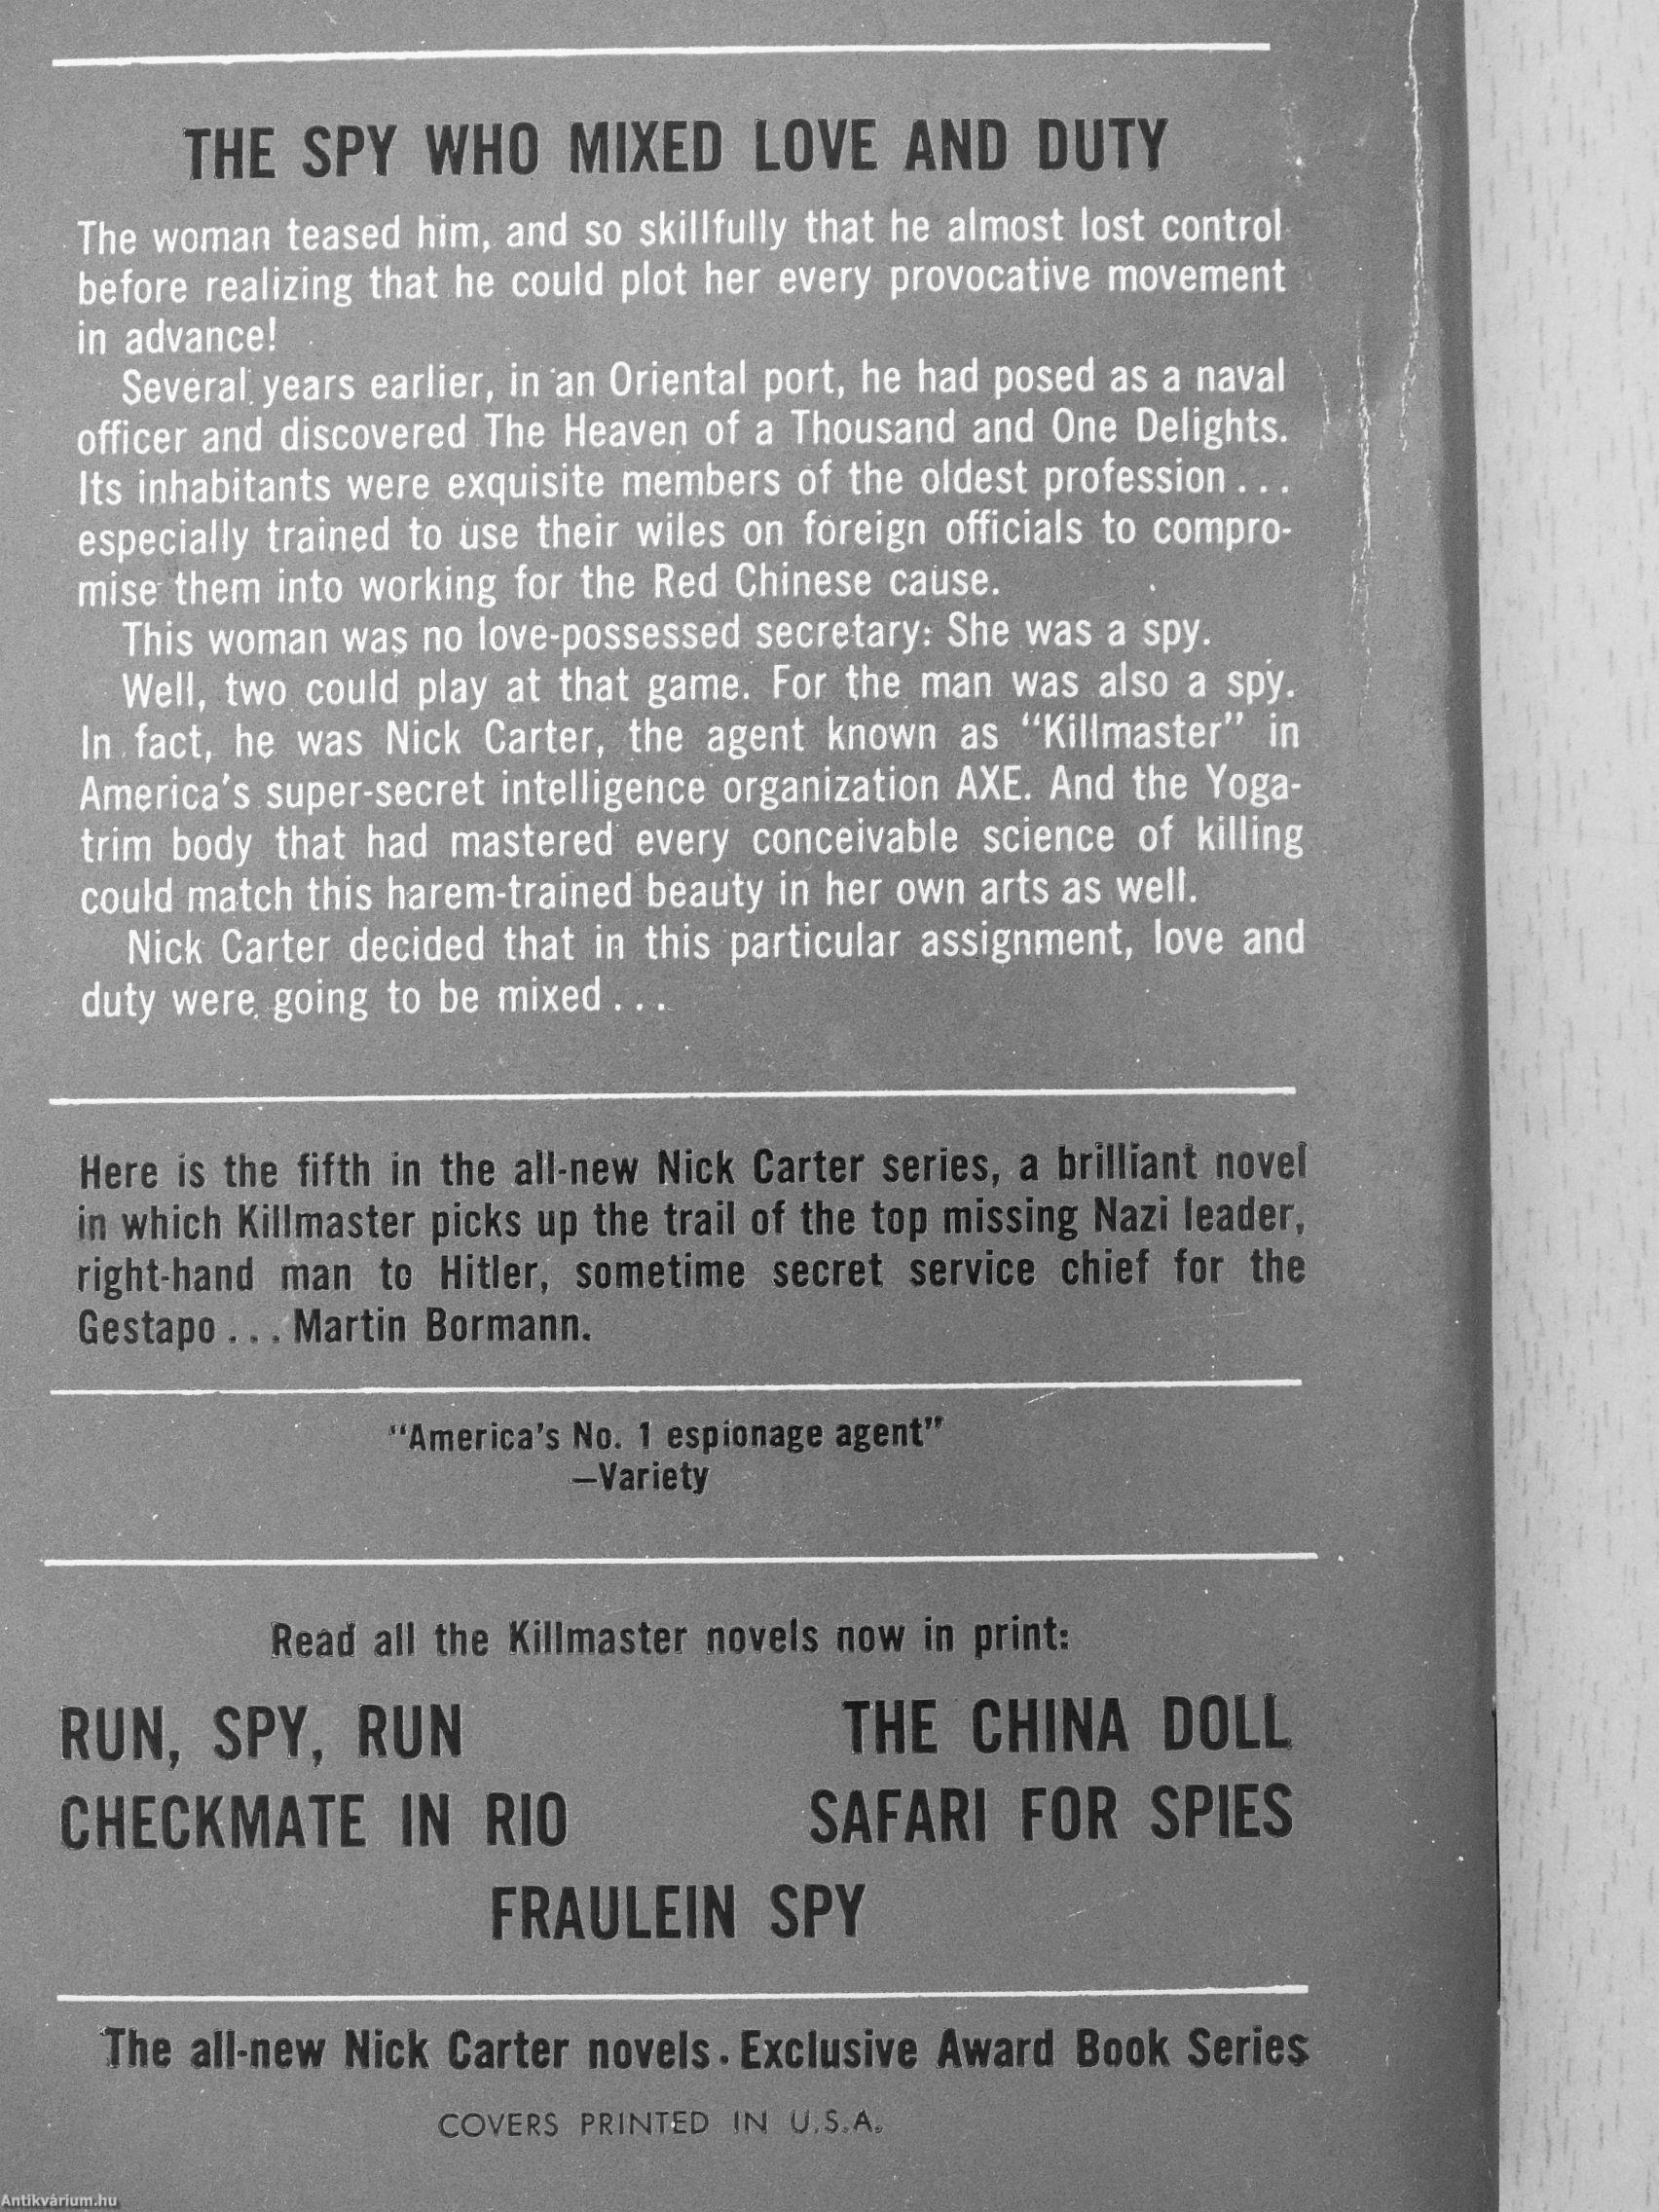 THE SPY WHO MIXED LOVE AND DUTY
The woman teased him, and so skillfully that he almost lost control
before realizing that he could plot her every provocative movement
in advance!
Several years earlier, in an Oriental port, he had posed as a naval
officer and discovered The Heaven of a Thousand and One Delights.
Its inhabitants were exquisite members of the oldest profession...
especially trained to use their wiles on foreign officials to compro-
mise them into working for the Red Chinese cause.
This woman was no love-possessed secretary: She was a spy.
Well, two could play at that game. For the man was also a spy.
In fact, he was Nick Carter, the agent known as "Killmaster" in
America's super-secret intelligence organization AXE. And the Yoga-
trim body that had mastered every conceivable science of killing
could match this harem-trained beauty in her own arts as well.
Nick Carter decided that in this particular assignment, love and
duty were going to be mixed...
Here is the fifth in the all-new Nick Carter series, a brilliant novel
in which Killmaster picks up the trail of the top missing Nazi leader,
right-hand man to Hitler, sometime secret service chief for the
Gestapo... Martin Bormann.
"America's No. 1 espionage agent"
—Variety
Read all the Killmaster novels now in print:
RUN, SPY, RUN THE CHINA DOLL
CHECKMATE IN RIO SAFARI FOR SPIES
FRAULEIN SPY
The all-new Nick Carter novels. Exclusive Award Book Series
COVERS PRINTED IN U.S.A.
Antikvárium.hu